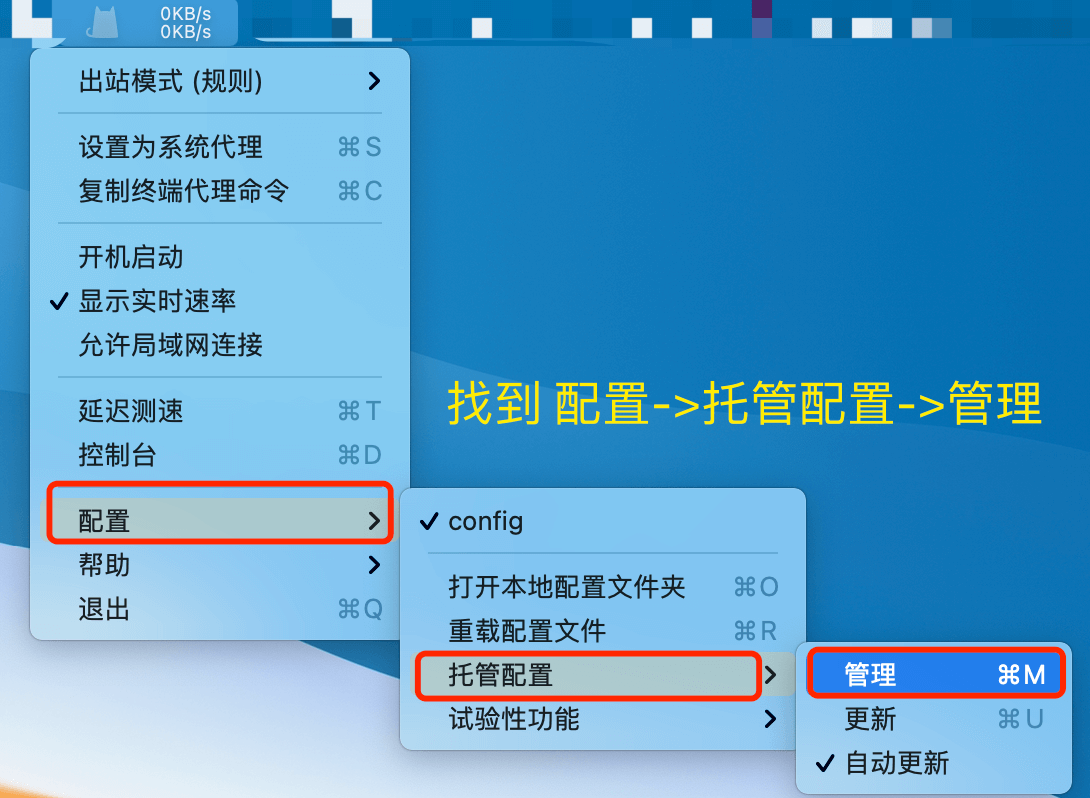 0KB/s
0KB/s
出站模式 (规则)
设置为系统代理 ⌘ S
复制终端代理命令 ⌘ C
开机启动
显示实时速率
允许局域网连接
延迟测速 ⌘ T
控制台 ⌘ D
找到 配置->托管配置->管理
配置
帮助
退出 ⌘ Q
config
打开本地配置文件夹 ⌘ O
重载配置文件 ⌘ R
托管配置
试验性功能
管理 ⌘ M
更新 ⌘ U
自动更新